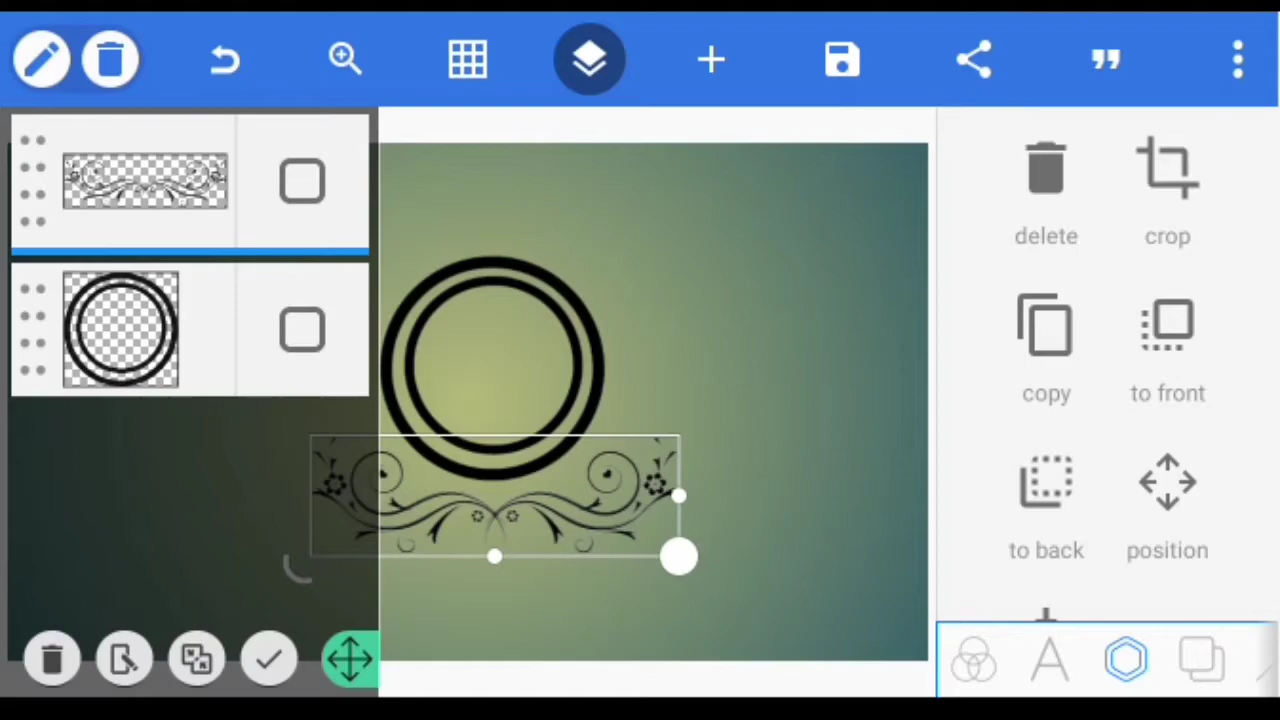 delete
crop
copy
to front
to back
position